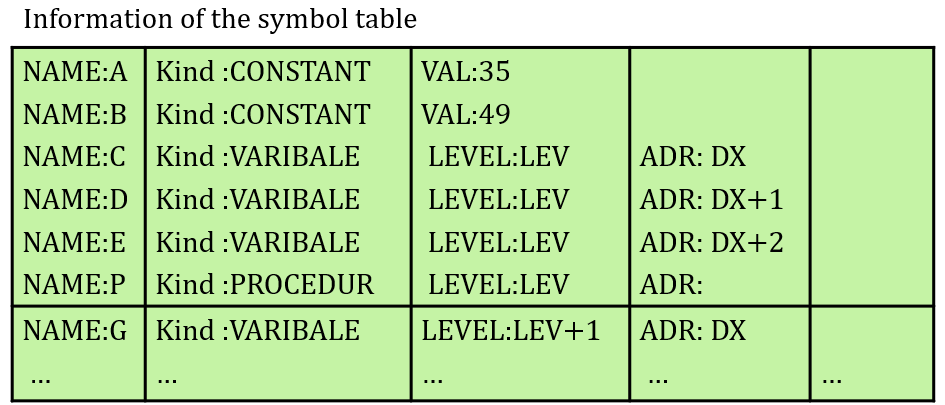 Information of the symbol table
NAME:A Kind :CONSTANT VAL:35
NAME:B Kind :CONSTANT VAL:49
NAME:C Kind :VARIBALE LEVEL:LEV ADR: DX
NAME:D Kind :VARIBALE LEVEL:LEV ADR: DX+1
NAME:E Kind :VARIBALE LEVEL:LEV ADR: DX+2
NAME:P Kind :PROCEDUR LEVEL:LEV ADR:
NAME:G Kind :VARIBALE LEVEL:LEV+1 ADR: DX
... ... ... ... ...